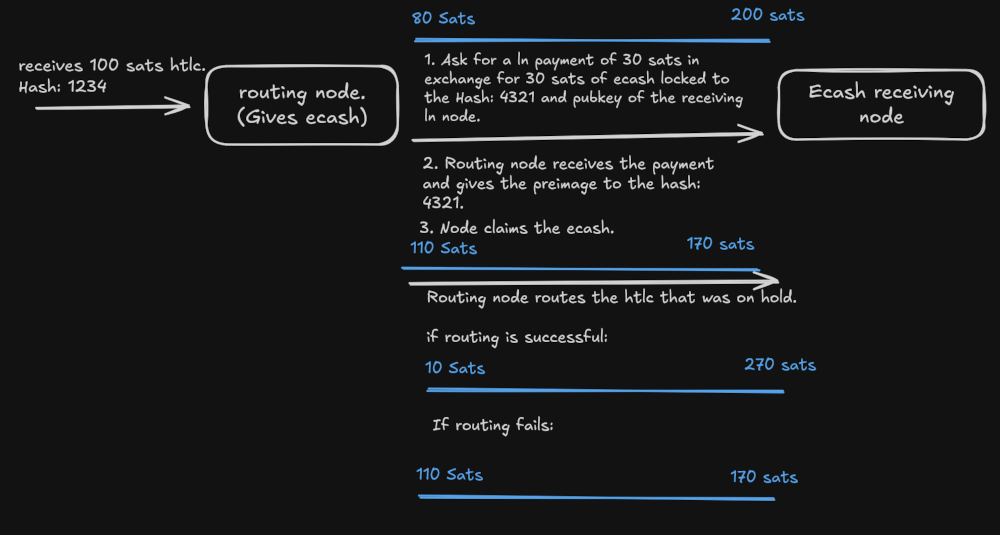 80 Sats
200 sats
receives 100 sats htlc.
Hash: 1234
routing node.
(Gives ecash)
1. Ask for a ln payment of 30 sats in
exchange for 30 sats of ecash locked to
the Hash: 4321 and pubkey of the receiving
ln node.
Ecash receiving
node
2. Routing node receives the payment
and gives the preimage to the hash:
4321.
3. Node claims the ecash.
110 Sats
170 sats
Routing node routes the htlc that was on hold.
if routing is successful:
10 Sats
270 sats
If routing fails:
110 Sats
170 sats